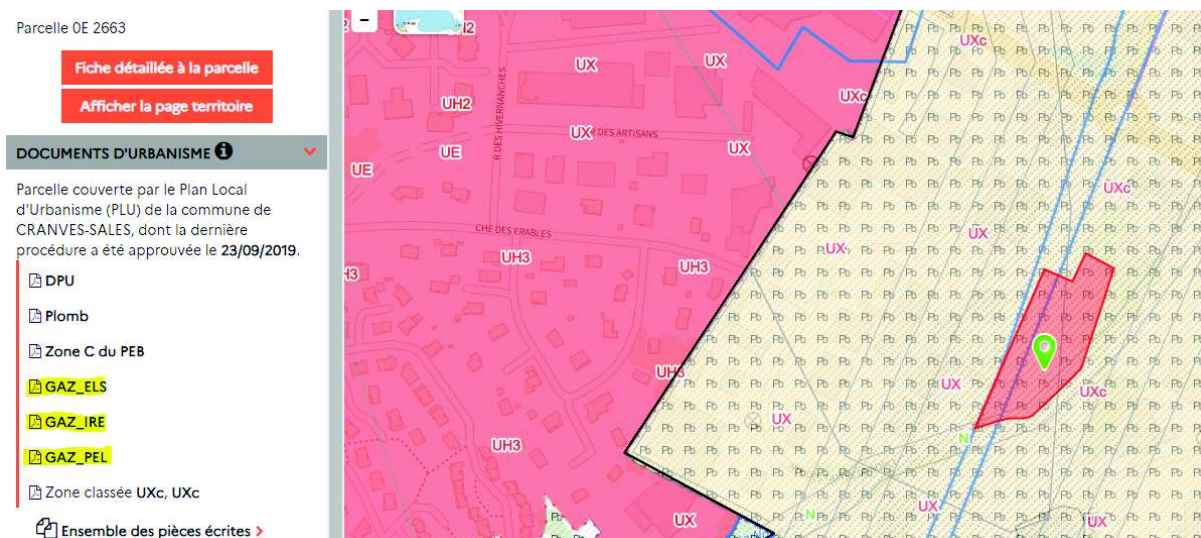 Parcelle 0E 2663
Fiche détaillée à la parcelle
Afficher la page territoire
DOCUMENTS D'URBANISME
Parcelle couverte par le Plan Local
d'Urbanisme (PLU) de la commune de
CRANVES-SALES, dont la dernière
procédure a été approuvée le 23/09/2019.
DPU
Plomb
Zone C du PEB
GAZ_ELS
GAZ_IRE
GAZ_PEL
Zone classée UXc, UXc
Ensemble des pièces écrites >
UXc
UX
UX
UXc
UH2
R DES HIVERNANCHES
UX
DES ARTISANS
UX
UE
UE
UXc
CHE DES ERABLES
UX
UX
UH3
UH3
UH3
UX
UXc
UX
N
UH3
UX
N
UX
UX
Pb